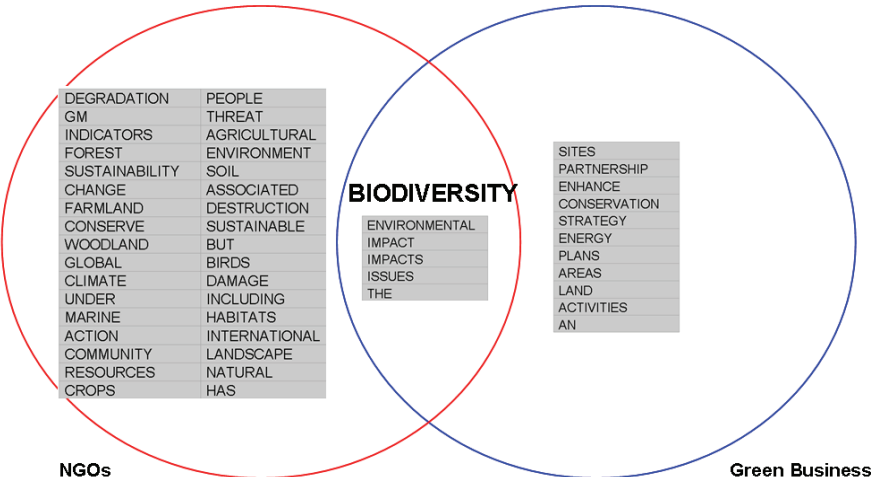 DEGRADATION PEOPLE
GM THREAT
INDICATORS AGRICULTURAL
FOREST ENVIRONMENT
SUSTAINABILITY SOIL
CHANGE ASSOCIATED
FARMLAND DESTRUCTION
CONSERVE SUSTAINABLE
WOODLAND BUT
GLOBAL BIRDS
CLIMATE DAMAGE
UNDER INCLUDING
MARINE HABITATS
ACTION INTERNATIONAL
COMMUNITY LANDSCAPE
RESOURCES NATURAL
CROPS HAS
BIODIVERSITY
ENVIRONMENTAL
IMPACT
IMPACTS
ISSUES
THE
SITES
PARTNERSHIP
ENHANCE
CONSERVATION
STRATEGY
ENERGY
PLANS
AREAS
LAND
ACTIVITIES
AN
NGOs
Green Business